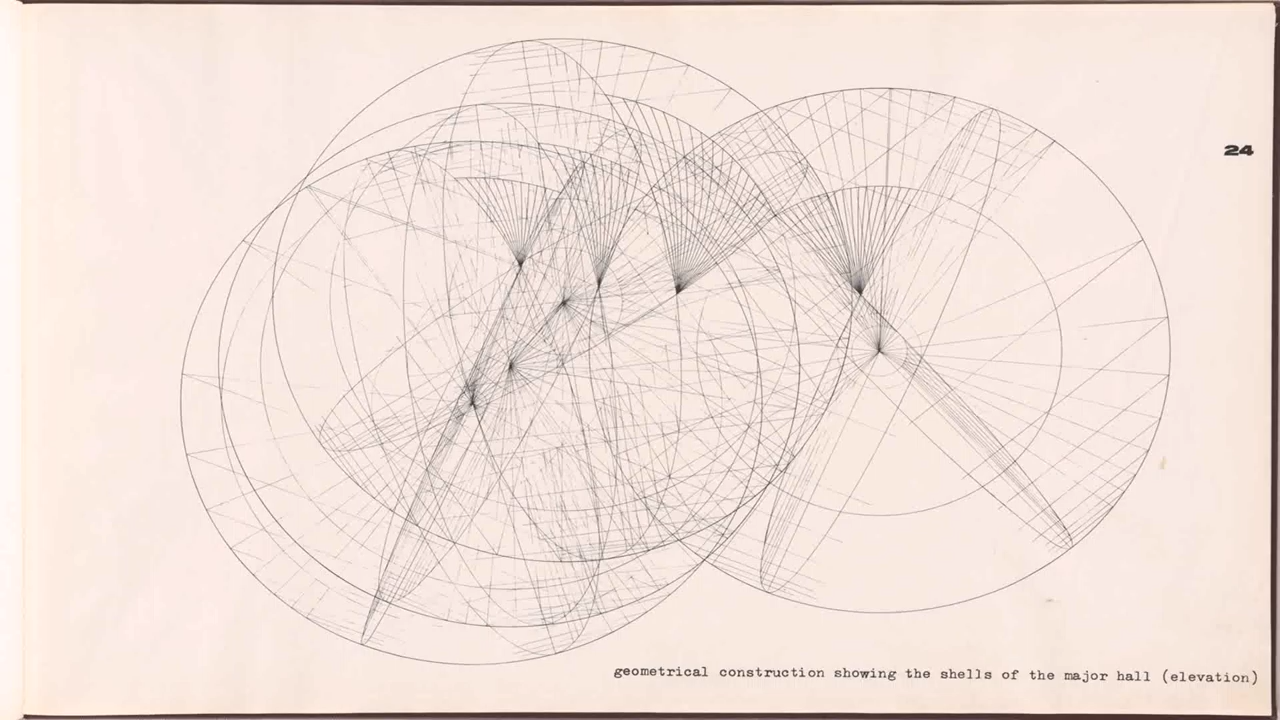 24
geometrical construction showing the shells of the major hall (elevation)